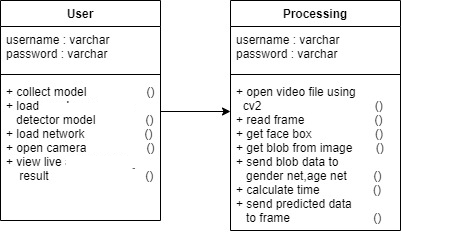 User
username : varchar
password : varchar
+ collect model ()
+ load
detector model ()
+ load network ()
+ open camera ()
+ view live
result ()
Processing
username : varchar
password : varchar
+ open video file using
cv2 ()
+ read frame ()
+ get face box ()
+ get blob from image ()
+ send blob data to
gender net,age net ()
+ calculate time ()
+ send predicted data
to frame ()